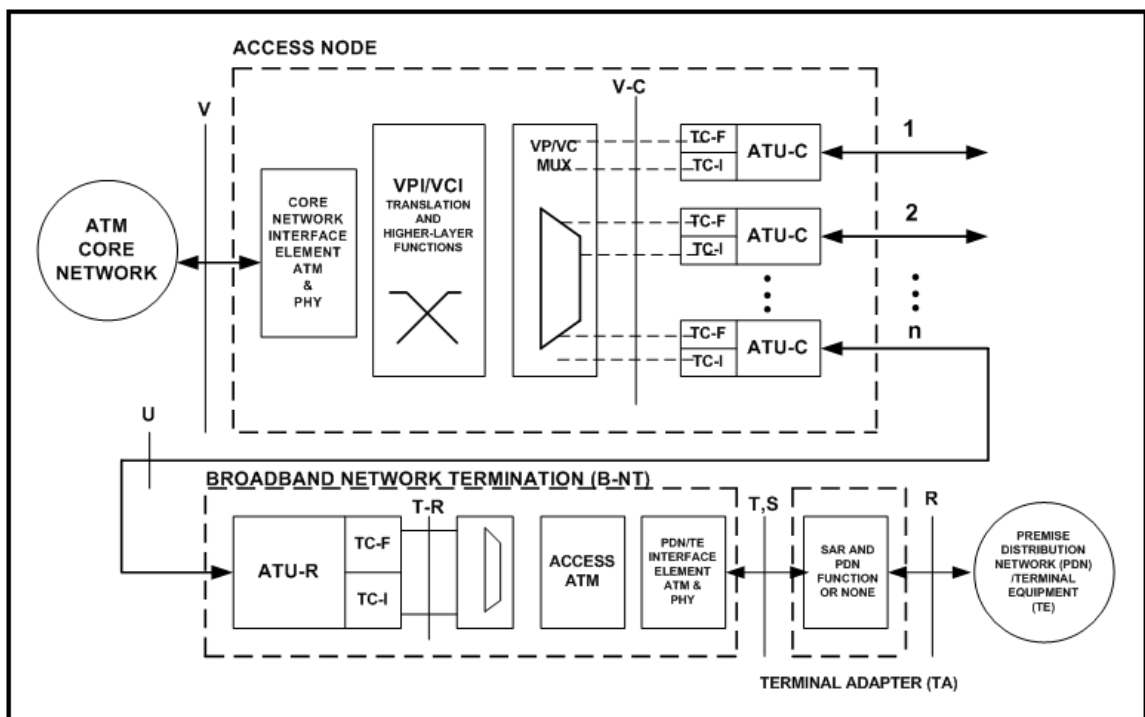 ACCESS NODE
V
V-C
ATM
CORE
NETWORK
CORE
NETWORK
INTERFACE
ELEMENT
ATM
&
PHY
VPI/VCI
TRANSLATION
AND
HIGHER-LAYER
FUNCTIONS
VP/VC
MUX
TC-F
TC-I
ATU-C
1
TC-F
TC-I
ATU-C
2
TC-F
TC-I
ATU-C
n
U
BROADBAND NETWORK TERMINATION (B-NT)
ATU-R
TC-F
TC-I
T-R
ACCESS
ATM
PDN/TE
INTERFACE
ELEMENT
ATM &
PHY
T,S
SAR AND
PDN
FUNCTION
OR NONE
R
PREMISE
DISTRIBUTION
NETWORK (PDN)
/TERMINAL
EQUIPMENT
(TE)
TERMINAL ADAPTER (TA)